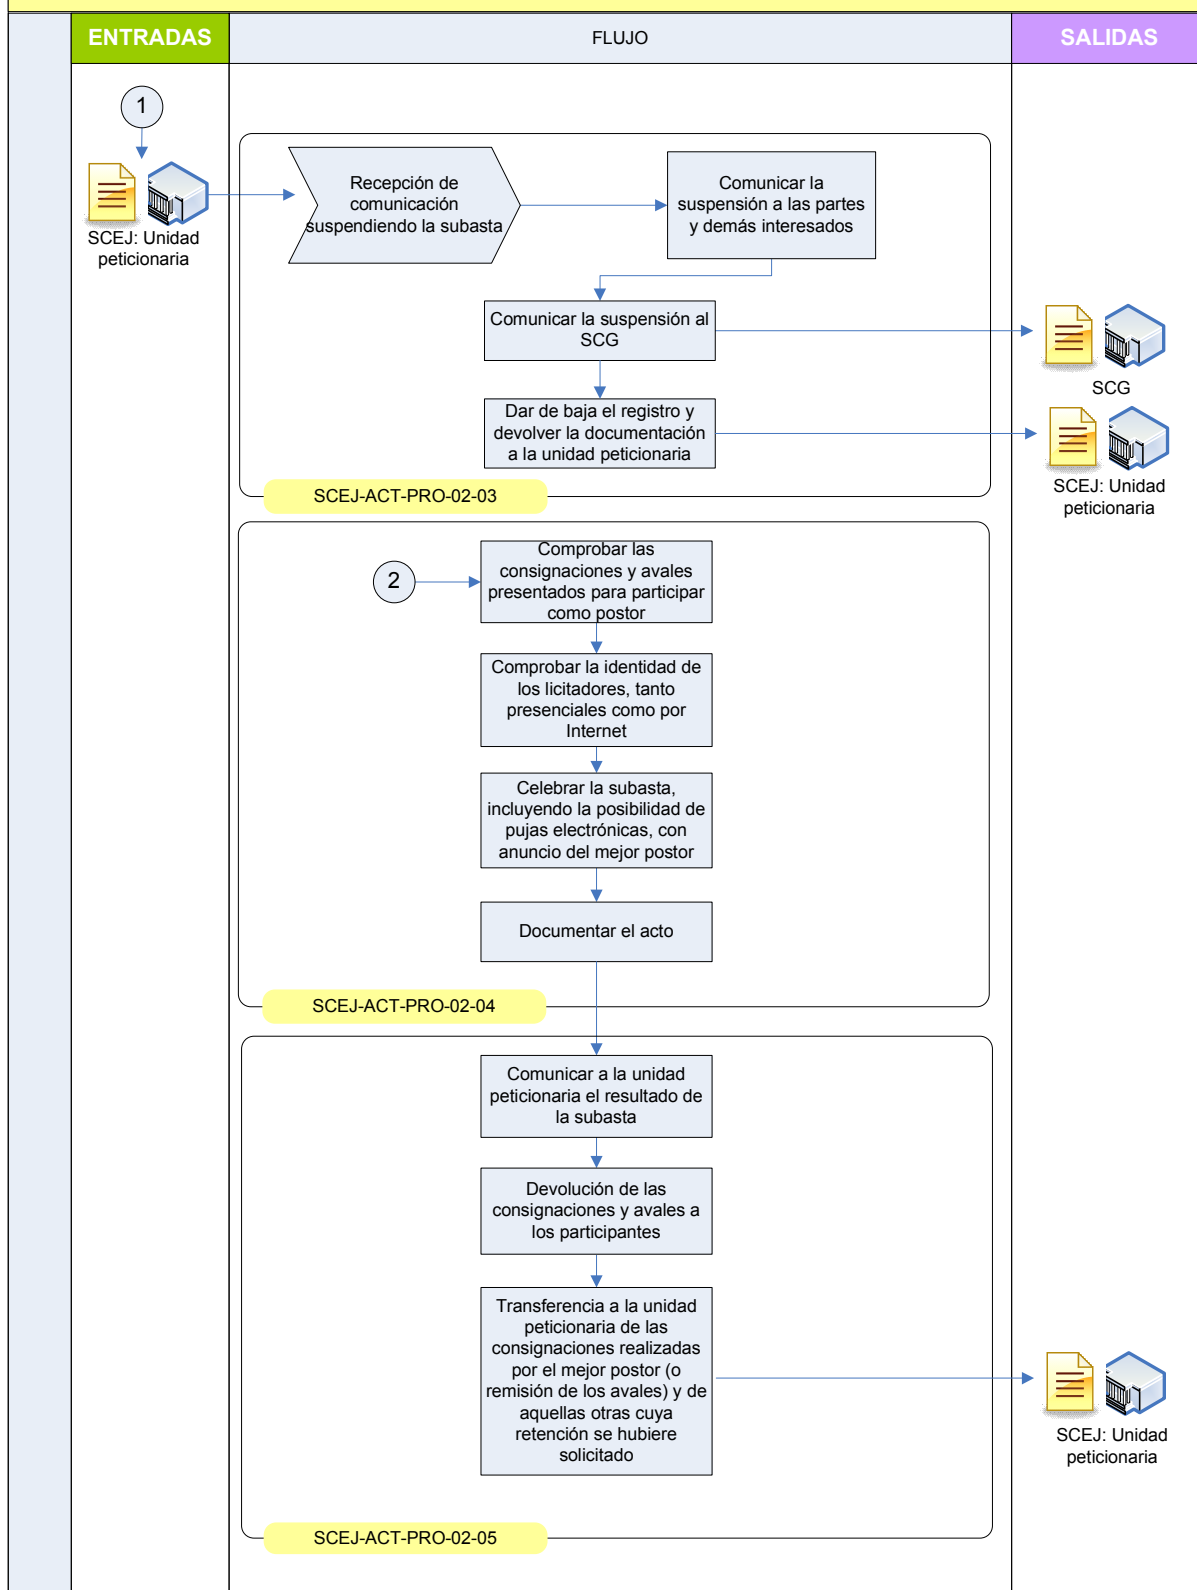 ENTRADAS
FLUJO
SALIDAS
1
SCEJ: Unidad
peticionaria
Recepción de
comunicación
suspendiendo la subasta
Comunicar la
suspensión a las partes
y demás interesados
Comunicar la suspensión al
SCG
SCG
Dar de baja el registro y
devolver la documentación
a la unidad peticionaria
SCEJ: Unidad
peticionaria
SCEJ-ACT-PRO-02-03
2
Comprobar las
consignaciones y avales
presentados para participar
como postor
Comprobar la identidad de
los licitadores, tanto
presenciales como por
Internet
Celebrar la subasta,
incluyendo la posibilidad de
pujas electrónicas, con
anuncio del mejor postor
Documentar el acto
SCEJ-ACT-PRO-02-04
Comunicar a la unidad
peticionaria el resultado de
la subasta
Devolución de las
consignaciones y avales a
los participantes
Transferencia a la unidad
peticionaria de las
consignaciones realizadas
por el mejor postor (o
remisión de los avales) y de
aquellas otras cuya
retención se hubiere
solicitado
SCEJ: Unidad
peticionaria
SCEJ-ACT-PRO-02-05